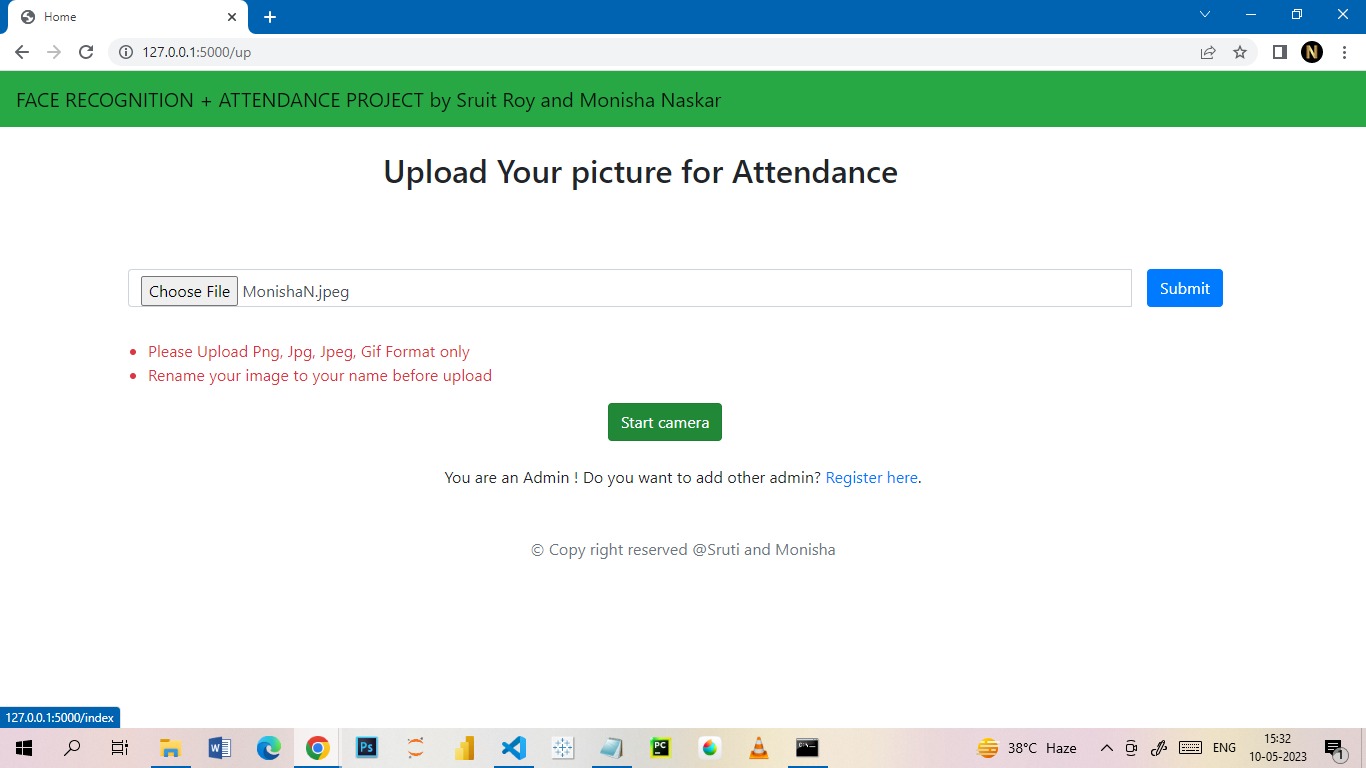 Home
127.0.0.1:5000/up
N
FACE RECOGNITION + ATTENDANCE PROJECT by Sruit Roy and Monisha Naskar
Upload Your picture for Attendance
Choose File MonishaN.jpeg
Submit
Please Upload Png, Jpg, Jpeg, Gif Format only
Rename your image to your name before upload
Start camera
You are an Admin ! Do you want to add other admin? Register here.
© Copy right reserved @Sruti and Monisha
127.0.0.1:5000/index
W Ps PC 38°C Haze ENG 15:32
10-05-2023 1